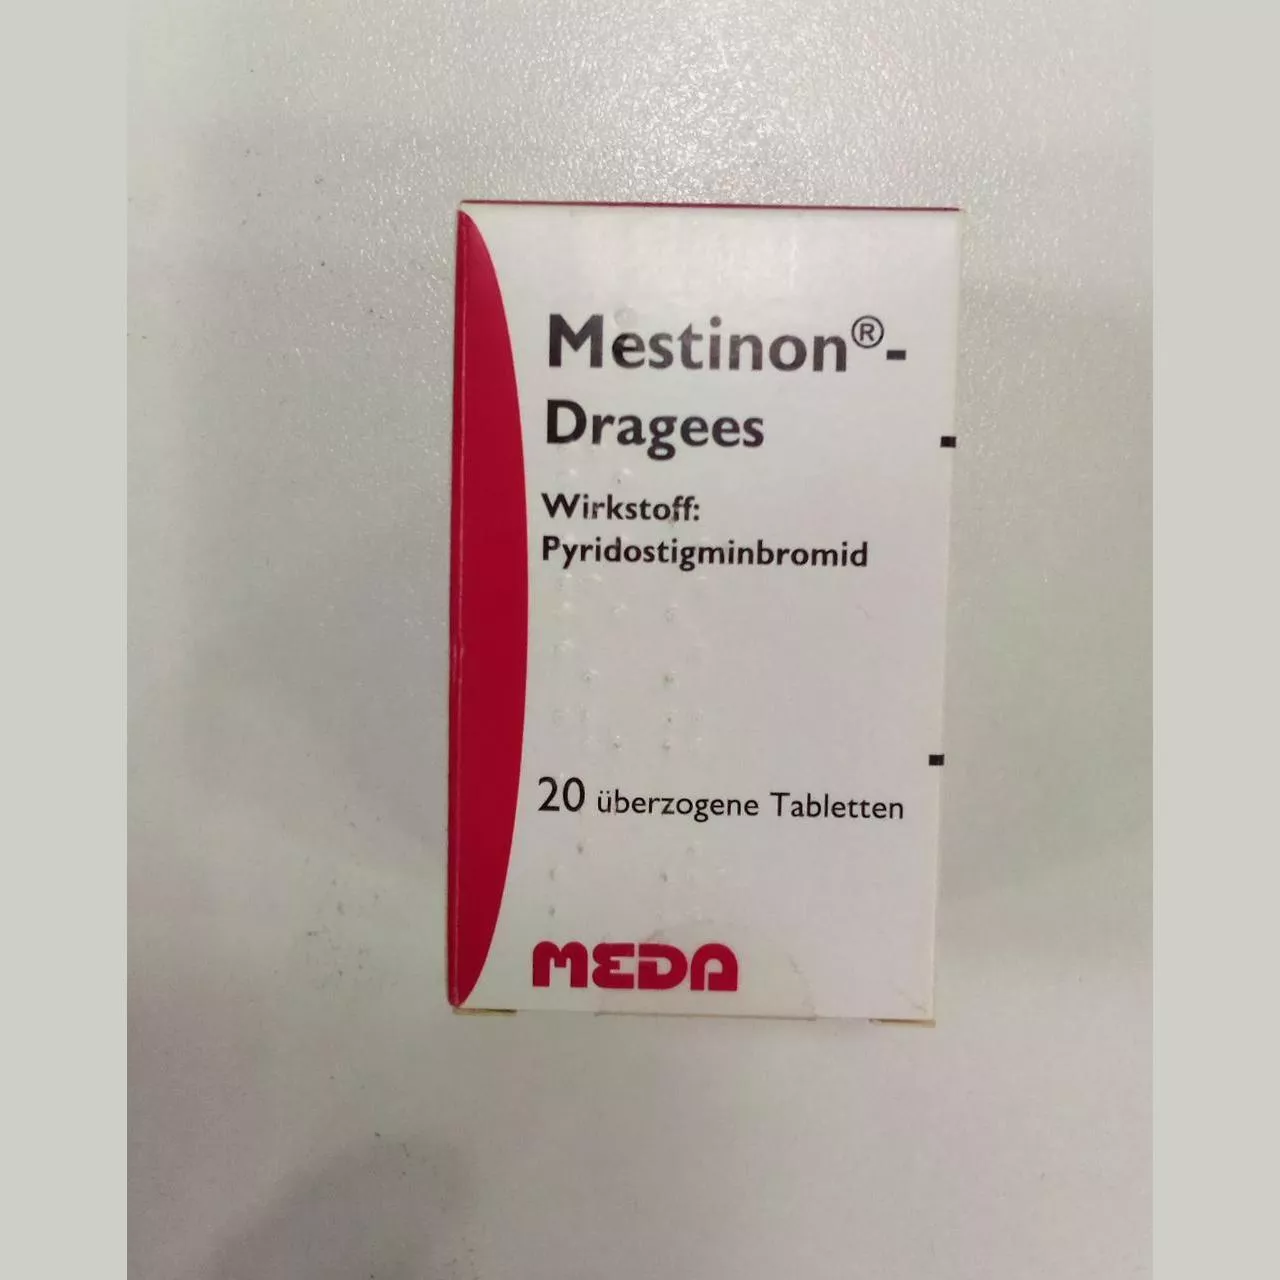 Mestinon®-
Dragees
Wirkstoff:
Pyridostigminbromid
20 überzogene Tabletten
MEDA